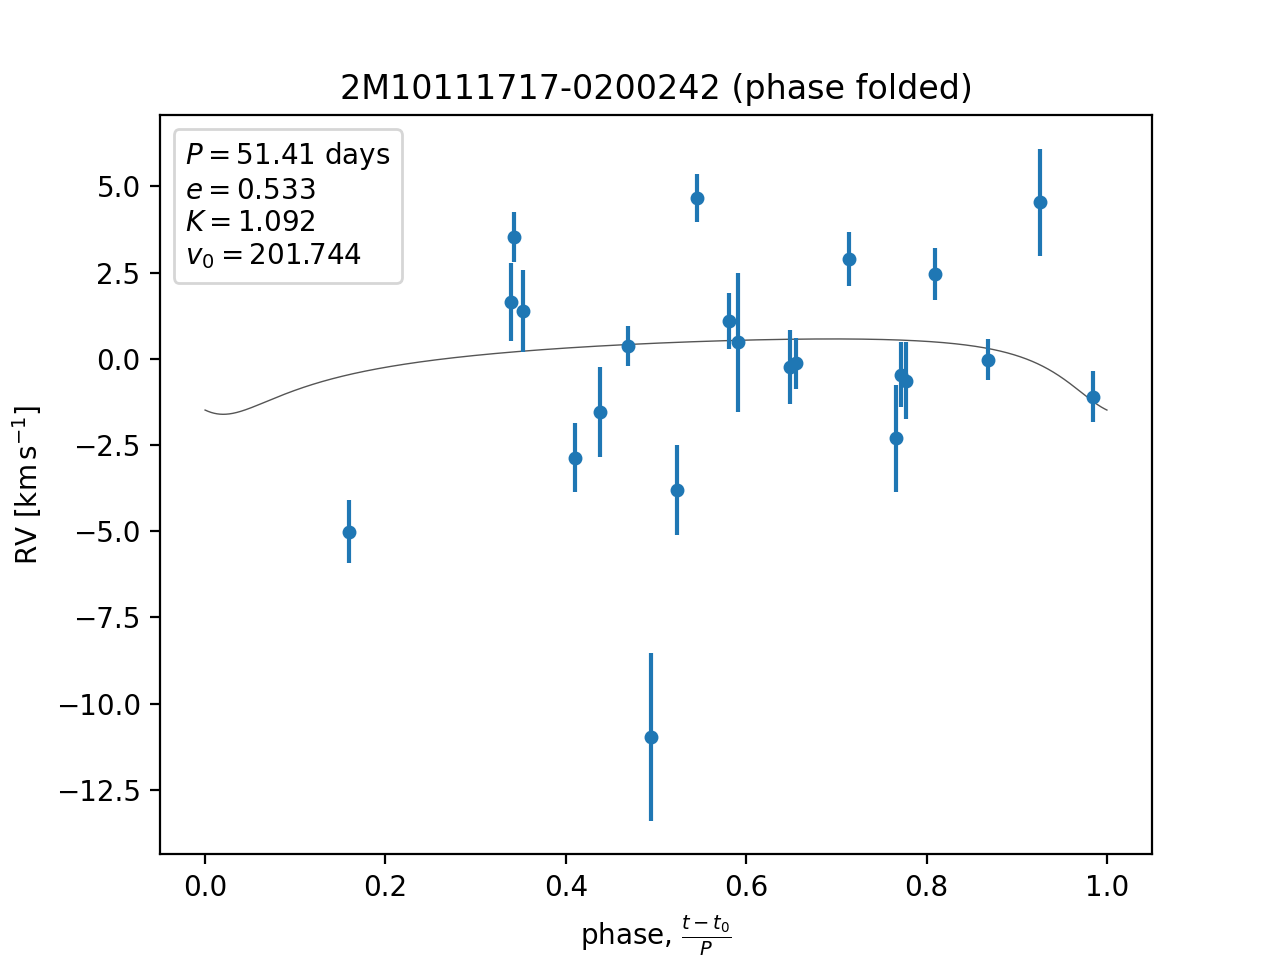 2M10111717-0200242 (phase folded)
P = 51.41 days
e = 0.533
K = 1.092
v₀ = 201.744
5.0
2.5
0.0
−2.5
−5.0
−7.5
−10.0
−12.5
RV [km s⁻¹]
0.0 0.2 0.4 0.6 0.8 1.0
phase, (t − t₀)/P